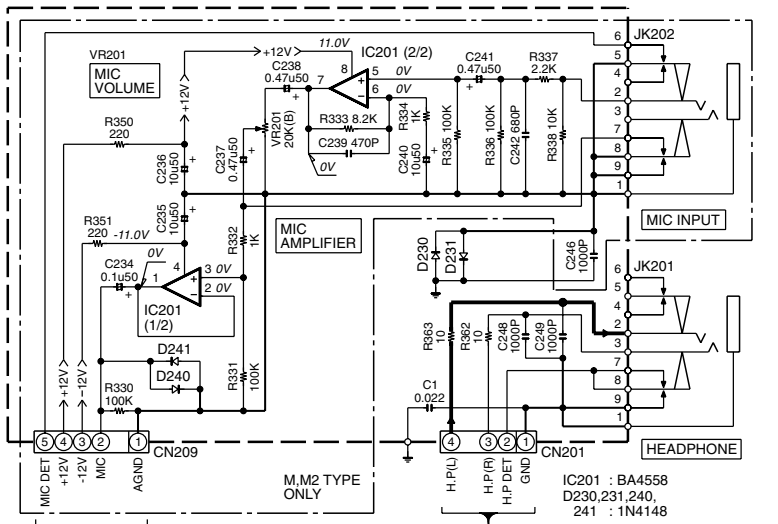 VR201
MIC
VOLUME
+12V
11.0V
IC201 (2/2)
C238
0.47u50
+
7
8
5
0V
6
0V
+
−
C241
0.47u50
+
R337
2.2K
6
JK202
5
4
2
3
7
8
9
1
MIC INPUT
R350
220
+12V
C236
10u50
+
C237
0.47u50
+
VR201
20K(B)
R333 8.2K
C239 470P
0V
R334
1K
C240
10u50
+
R335 100K
R336 100K
C242 680P
R338 10K
R351
220
-11.0V
C235
10u50
+
MIC
AMPLIFIER
R332
1K
C234
0.1u50
+
0V
1
4
3 0V
2 0V
+
−
IC201
(1/2)
D230
D231
C246
1000P
6
JK201
5
4
2
3
7
8
9
1
R363
10
R362
10
C248
1000P
C249
1000P
D241
D240
R331
100K
+12V
-12V
R330
100K
C1
0.022
HEADPHONE
5 4 3 2 1
CN209
MIC DET
+12V
-12V
MIC
AGND
M,M2 TYPE
ONLY
4 3 2 1
CN201
H.P(L)
H.P(R)
H.P DET
GND
IC201 : BA4558
D230,231,240,
241 : 1N4148